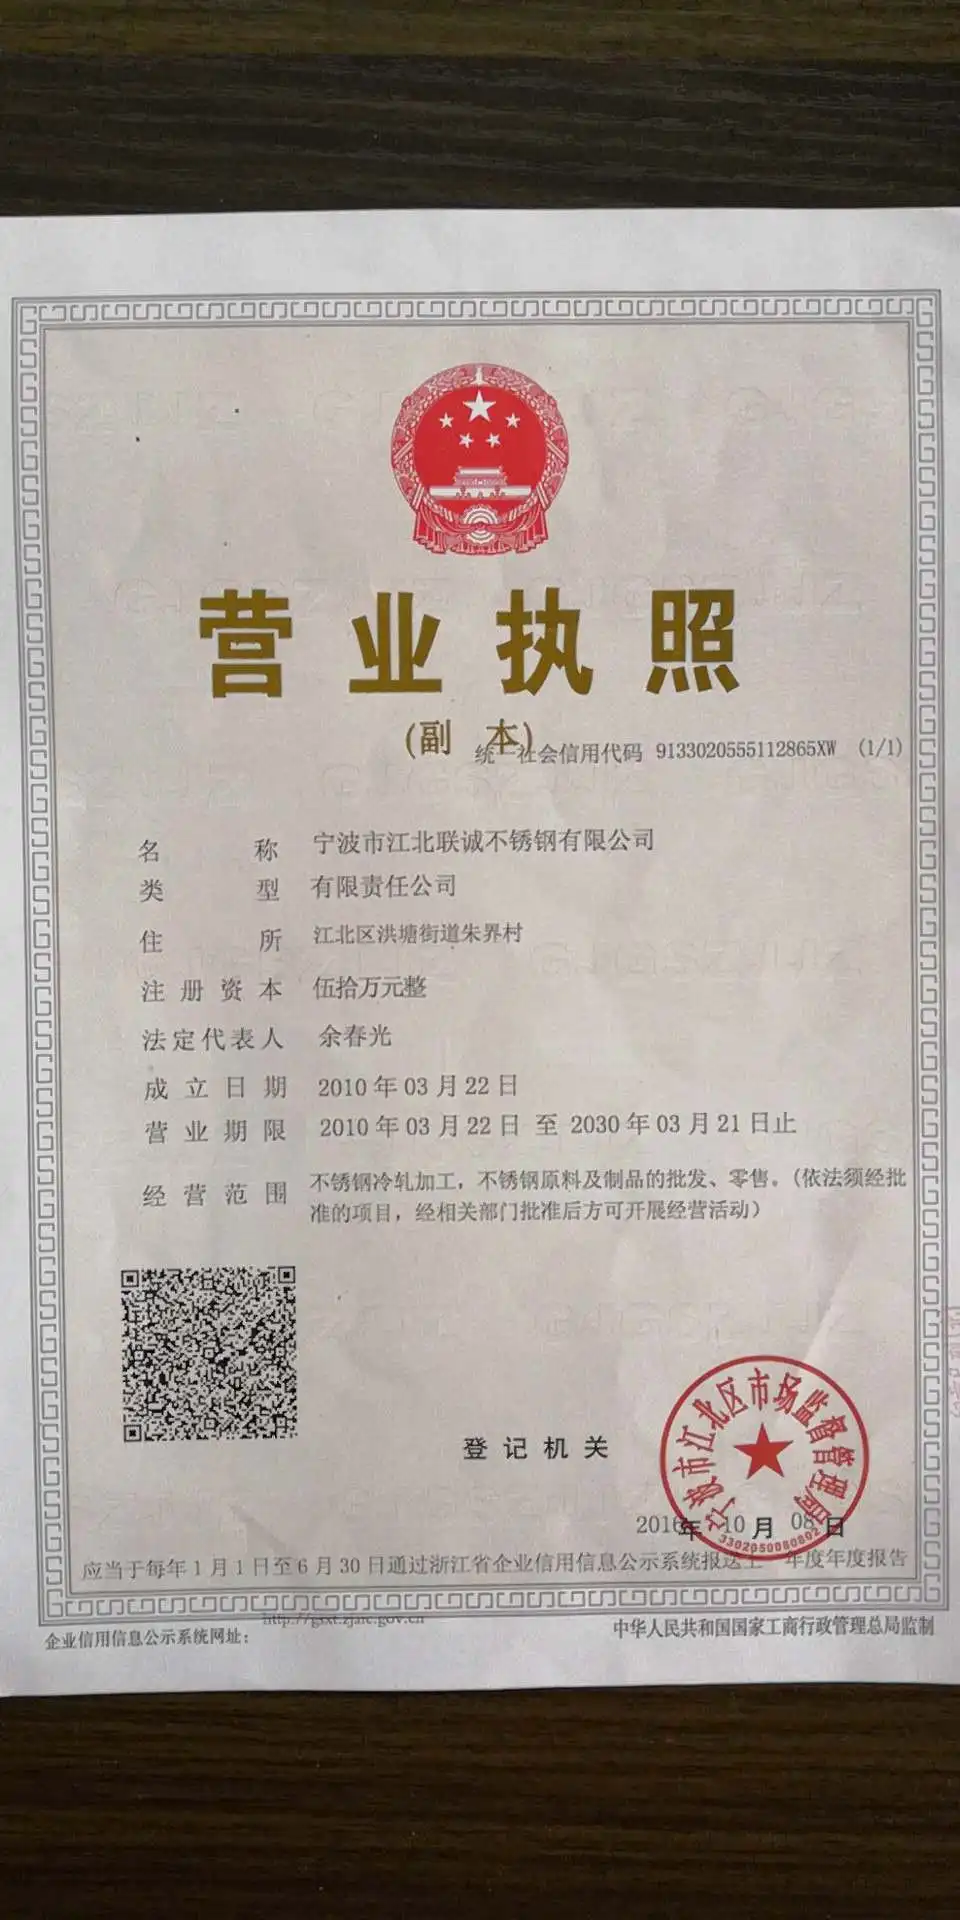 营业执照
(副 本)
统一社会信用代码 9133020555112865XW (1/1)
名 称 宁波市江北联诚不锈钢有限公司
类 型 有限责任公司
住 所 江北区洪塘街道朱界村
注册资本 伍拾万元整
法定代表人 余春光
成立日期 2010年03月22日
营业期限 2010年03月22日 至 2030年03月21日止
经营范围 不锈钢冷轧加工，不锈钢原料及制品的批发、零售。(依法须经批
准的项目，经相关部门批准后方可开展经营活动)
登记机关
宁波市江北区市场监督管理局
3302050080802
2016年10月08日
应当于每年1月1日至6月30日通过浙江省企业信用信息公示系统报送上一年度年度报告
http://gsxt.zjaic.gov.cn
企业信用信息公示系统网址：
中华人民共和国国家工商行政管理总局监制